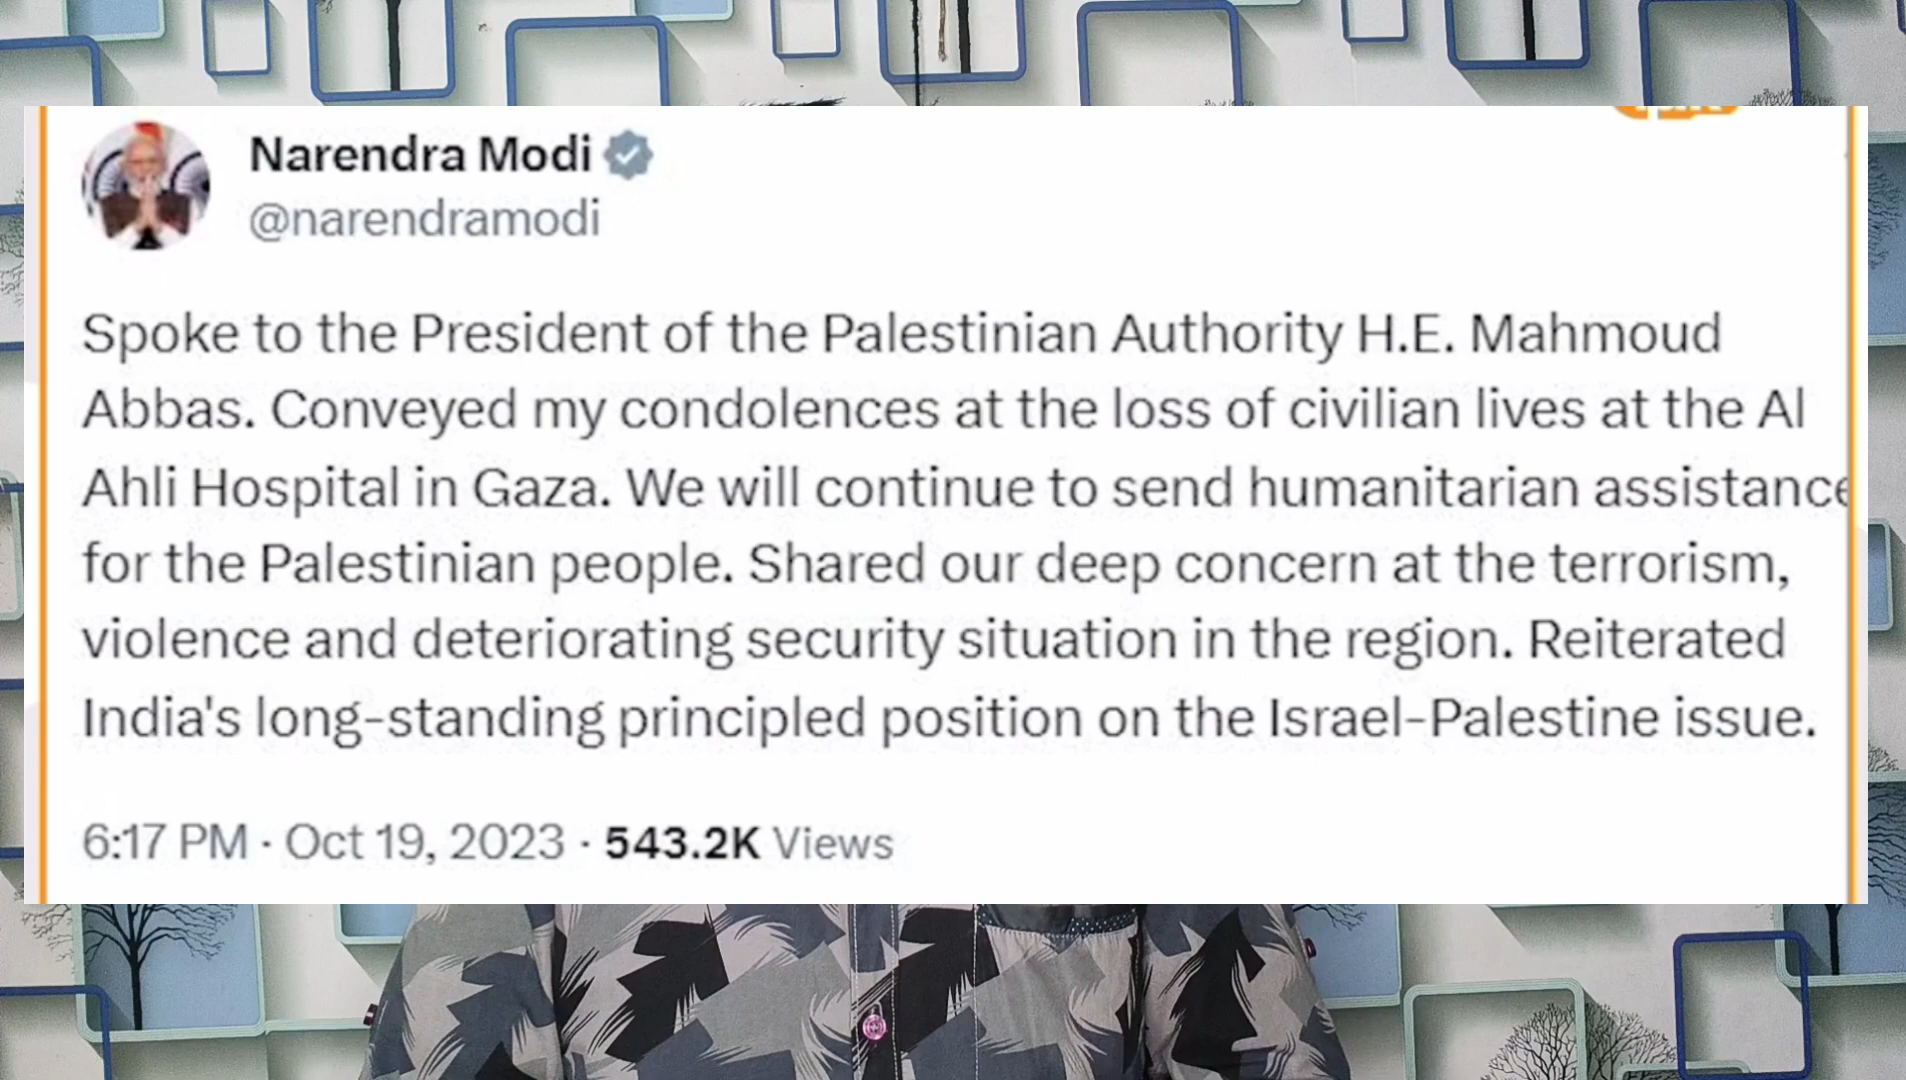 Narendra Modi
@narendramodi
Spoke to the President of the Palestinian Authority H.E. Mahmoud
Abbas. Conveyed my condolences at the loss of civilian lives at the Al
Ahli Hospital in Gaza. We will continue to send humanitarian assistance
for the Palestinian people. Shared our deep concern at the terrorism,
violence and deteriorating security situation in the region. Reiterated
India's long-standing principled position on the Israel-Palestine issue.
6:17 PM · Oct 19, 2023 · 543.2K Views